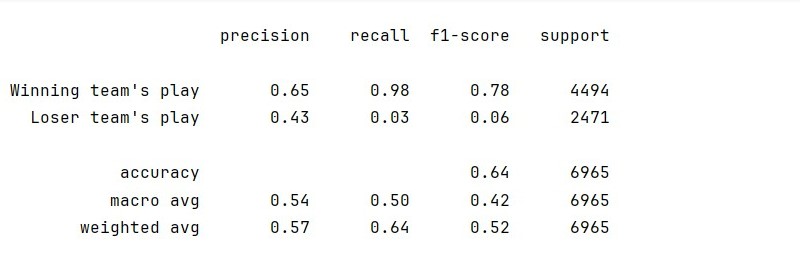 precision recall f1-score support
Winning team's play 0.65 0.98 0.78 4494
Loser team's play 0.43 0.03 0.06 2471
accuracy 0.64 6965
macro avg 0.54 0.50 0.42 6965
weighted avg 0.57 0.64 0.52 6965